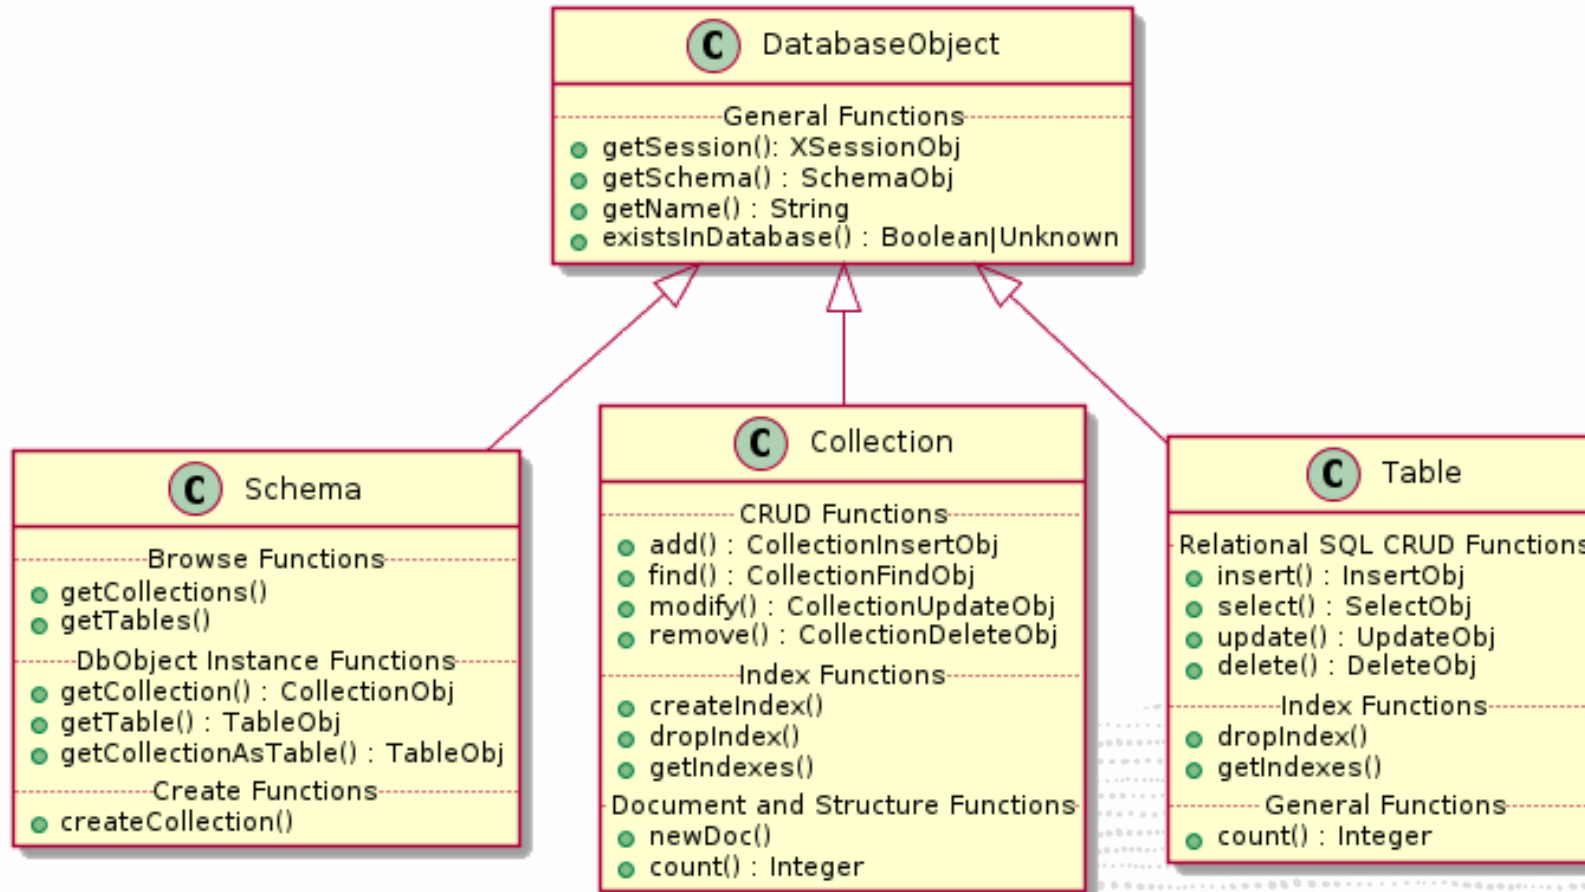 C DatabaseObject
General Functions
getSession(): XSessionObj
getSchema() : SchemaObj
getName() : String
existsInDatabase() : Boolean|Unknown
C Schema
Browse Functions
getCollections()
getTables()
DbObject Instance Functions
getCollection() : CollectionObj
getTable() : TableObj
getCollectionAsTable() : TableObj
Create Functions
createCollection()
C Collection
CRUD Functions
add() : CollectionInsertObj
find() : CollectionFindObj
modify() : CollectionUpdateObj
remove() : CollectionDeleteObj
Index Functions
createIndex()
dropIndex()
getIndexes()
Document and Structure Functions
newDoc()
count() : Integer
C Table
Relational SQL CRUD Functions
insert() : InsertObj
select() : SelectObj
update() : UpdateObj
delete() : DeleteObj
Index Functions
dropIndex()
getIndexes()
General Functions
count() : Integer